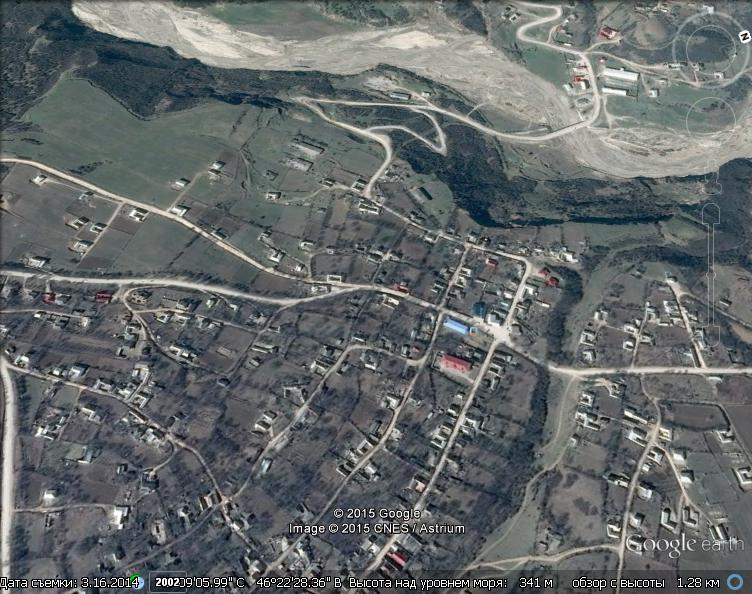 N
© 2015 Google
Image © 2015 CNES / Astrium
Google earth
Дата съемки: 3.16.2014 2002 09'05.99" С 46°22'28.36" В Высота над уровнем моря: 341 м обзор с высоты 1.28 км